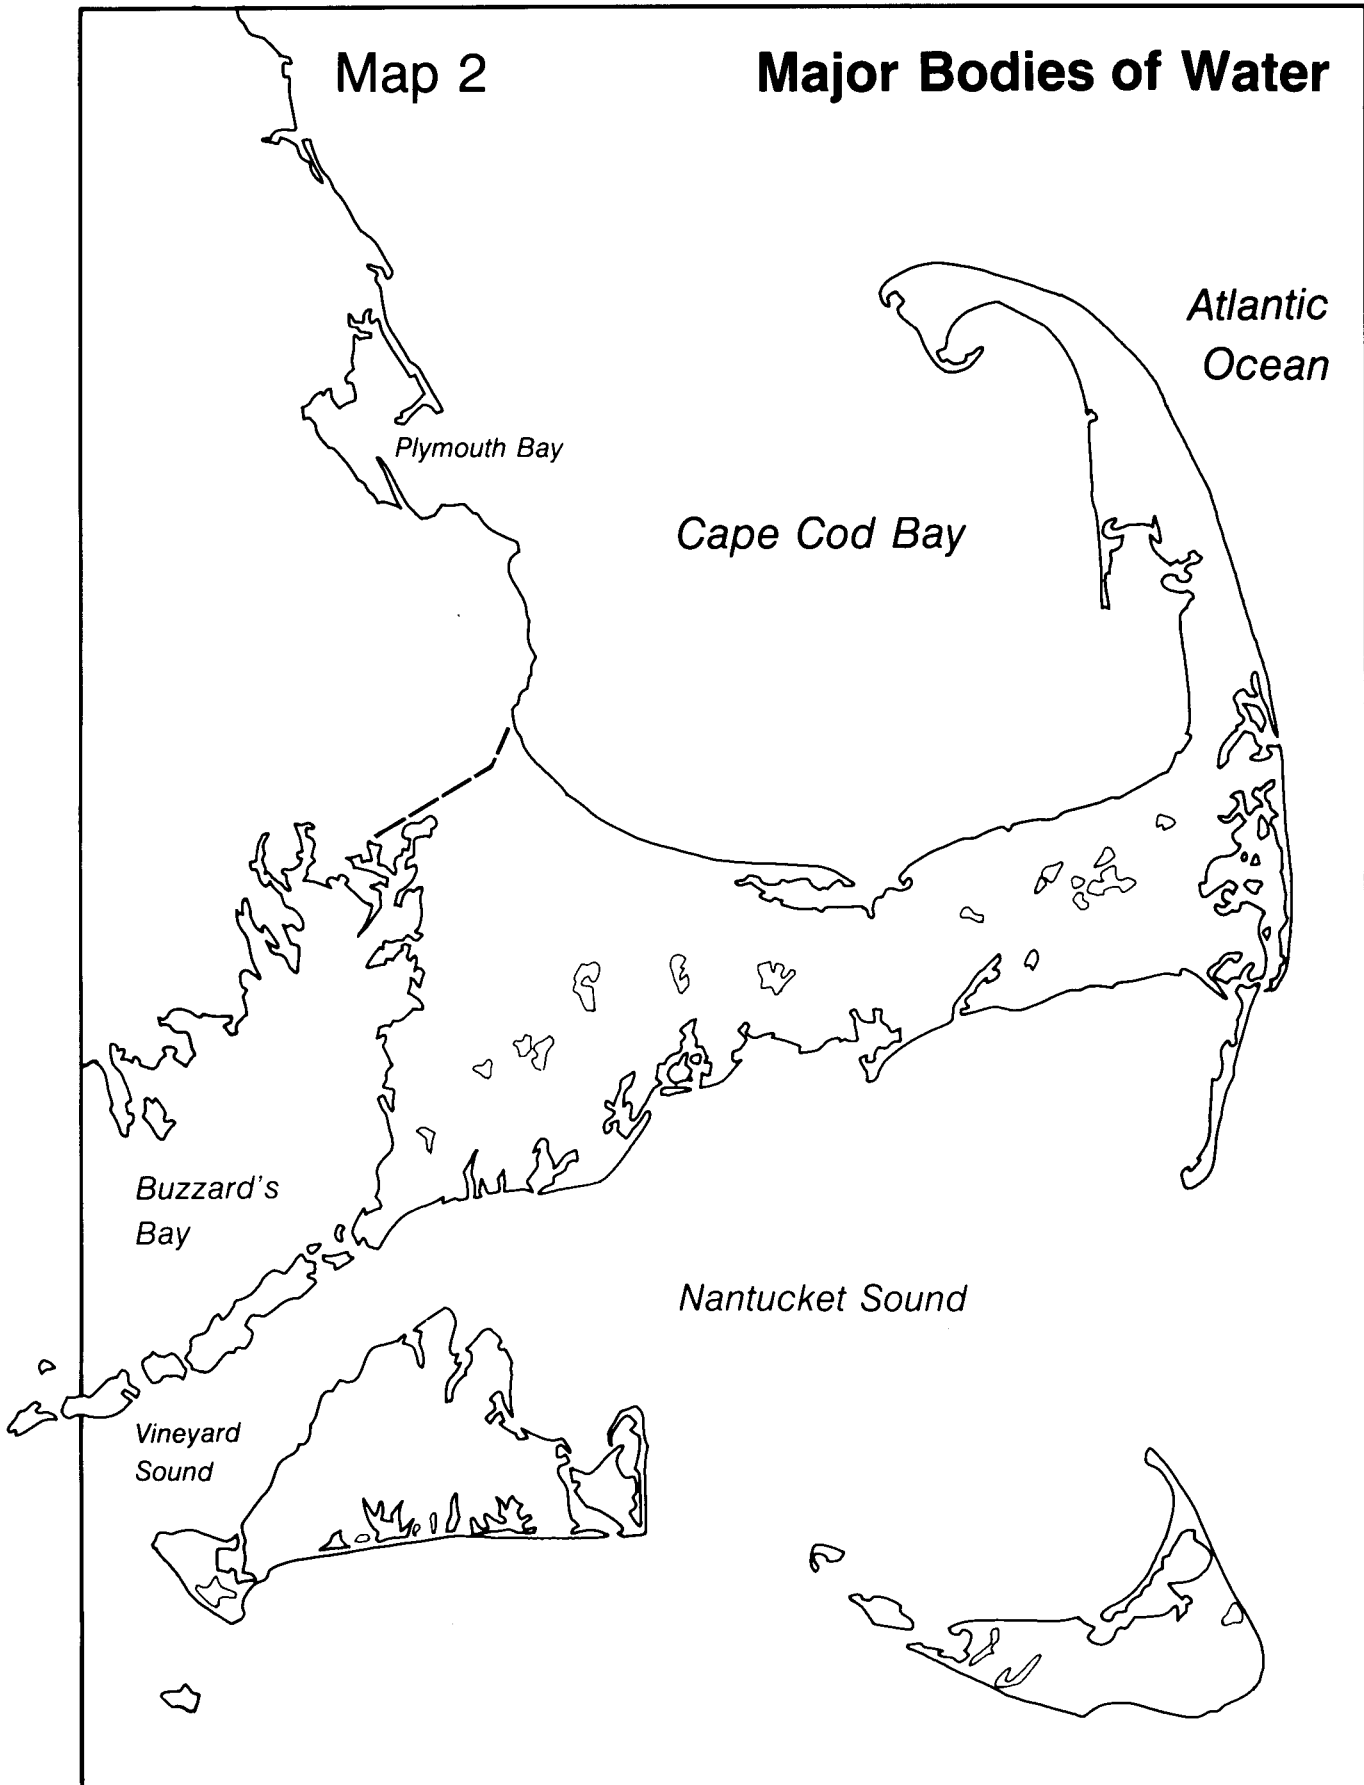 Map 2
Major Bodies of Water
Atlantic
Ocean
Plymouth Bay
Cape Cod Bay
Buzzard's
Bay
Nantucket Sound
Vineyard
Sound